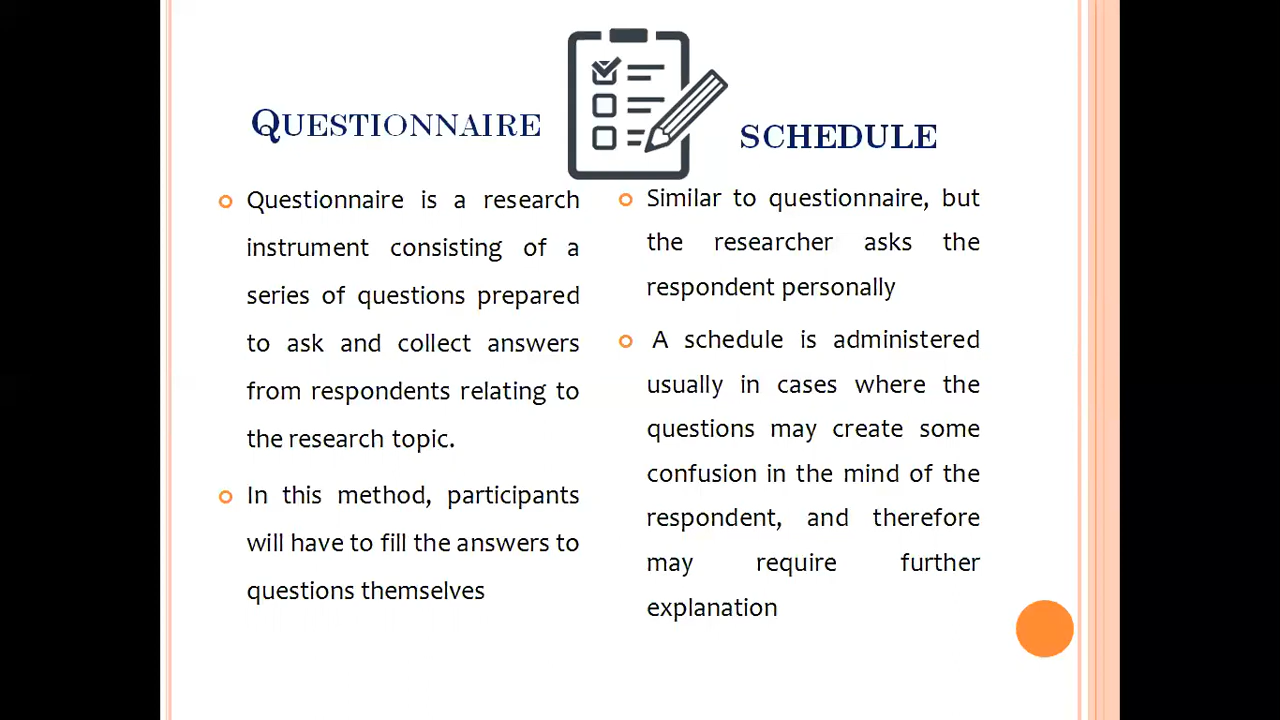 QUESTIONNAIRE
Questionnaire is a research
instrument consisting of a
series of questions prepared
to ask and collect answers
from respondents relating to
the research topic.
In this method, participants
will have to fill the answers to
questions themselves
SCHEDULE
Similar to questionnaire, but
the researcher asks the
respondent personally
A schedule is administered
usually in cases where the
questions may create some
confusion in the mind of the
respondent, and therefore
may require further
explanation